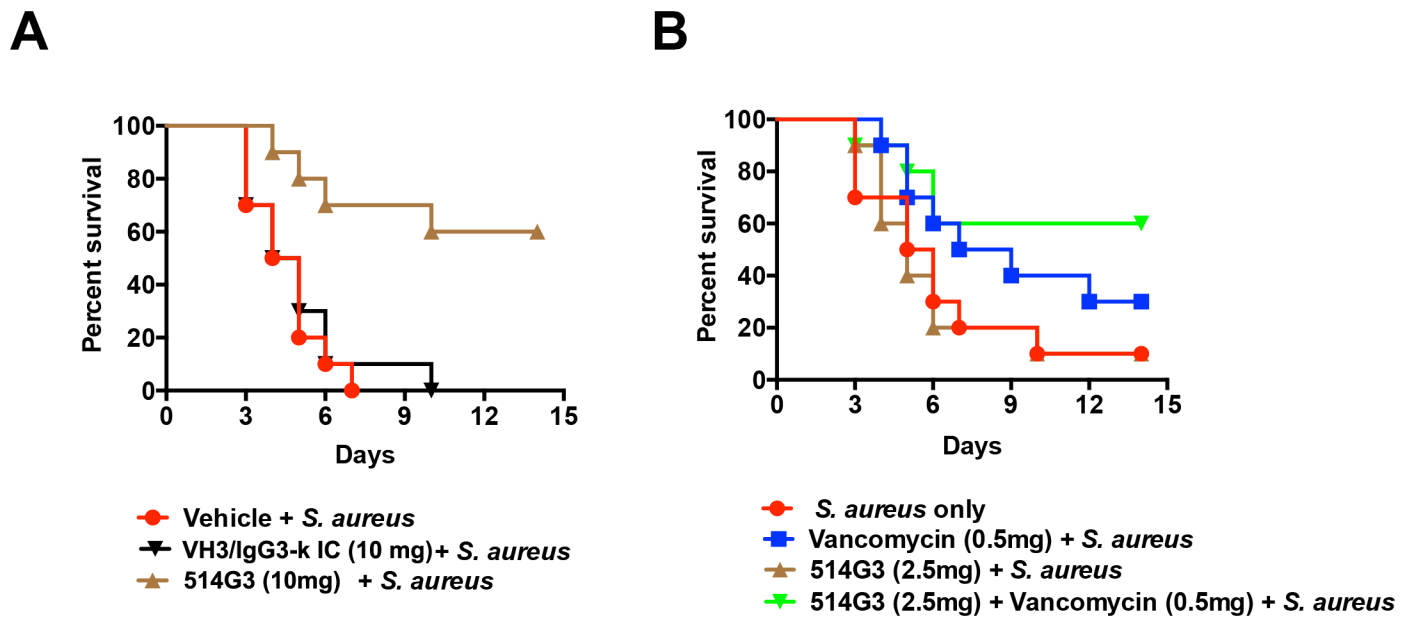 A
B
Percent survival
100
80
60
40
20
0
0 3 6 9 12 15
Days
Vehicle + S. aureus
VH3/IgG3-k IC (10 mg)+ S. aureus
514G3 (10mg) + S. aureus
Percent survival
100
80
60
40
20
0
0 3 6 9 12 15
Days
S. aureus only
Vancomycin (0.5mg) + S. aureus
514G3 (2.5mg) + S. aureus
514G3 (2.5mg) + Vancomycin (0.5mg) + S. aureus